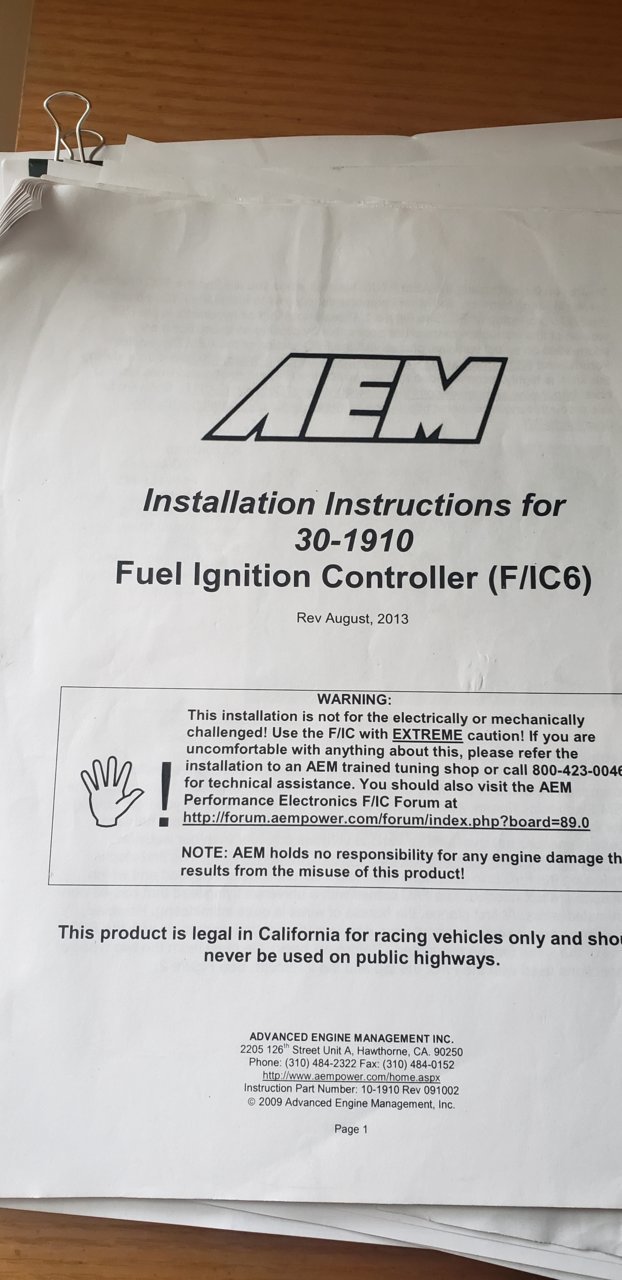 AEM
Installation Instructions for
30-1910
Fuel Ignition Controller (F/IC6)
Rev August, 2013
WARNING:
This installation is not for the electrically or mechanically
challenged! Use the F/IC with EXTREME caution! If you are
uncomfortable with anything about this, please refer the
installation to an AEM trained tuning shop or call 800-423-0046
for technical assistance. You should also visit the AEM
Performance Electronics F/IC Forum at
http://forum.aempower.com/forum/index.php?board=89.0
!
NOTE: AEM holds no responsibility for any engine damage th
results from the misuse of this product!
This product is legal in California for racing vehicles only and shou
never be used on public highways.
ADVANCED ENGINE MANAGEMENT INC.
2205 126th Street Unit A, Hawthorne, CA. 90250
Phone: (310) 484-2322 Fax: (310) 484-0152
http://www.aempower.com/home.aspx
Instruction Part Number: 10-1910 Rev 091002
© 2009 Advanced Engine Management, Inc.
Page 1